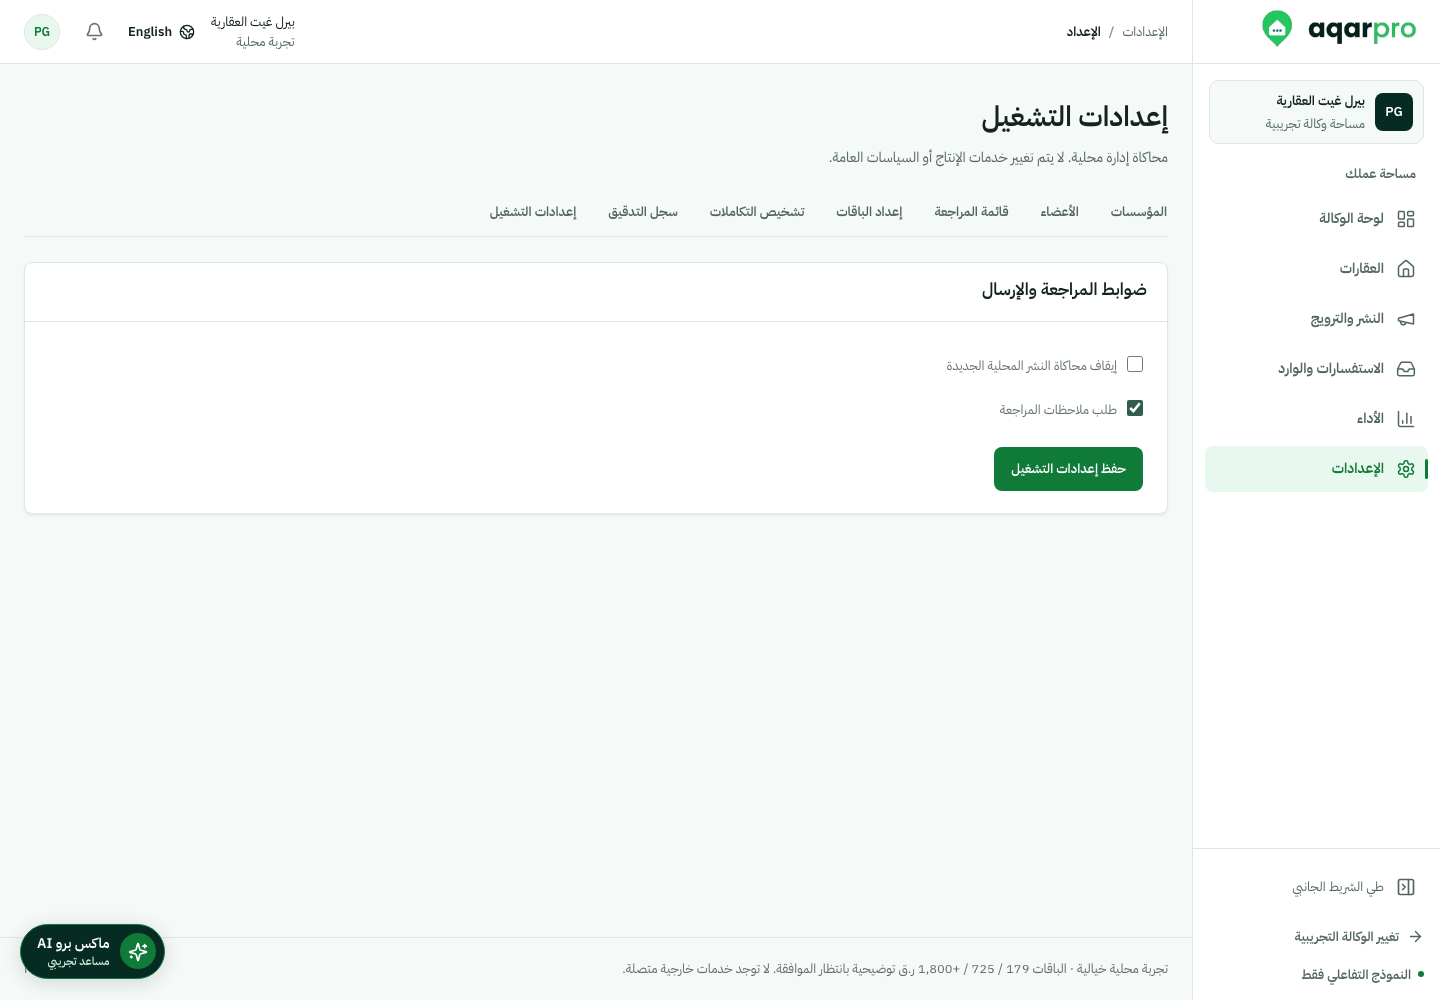 aqarpro
PG
بيرل غيت العقارية
مساحة وكالة تجريبية
مساحة عملك
لوحة الوكالة
العقارات
النشر والترويج
الاستفسارات والوارد
الأداء
الإعدادات
طي الشريط الجانبي
تغيير الوكالة التجريبية
النموذج التفاعلي فقط
الإعدادات / الإعداد
بيرل غيت العقارية
تجربة محلية
English
PG
إعدادات التشغيل
محاكاة إدارة محلية. لا يتم تغيير خدمات الإنتاج أو السياسات العامة.
المؤسسات
الأعضاء
قائمة المراجعة
إعداد الباقات
تشخيص التكاملات
سجل التدقيق
إعدادات التشغيل
ضوابط المراجعة والإرسال
إيقاف محاكاة النشر المحلية الجديدة
طلب ملاحظات المراجعة
حفظ إعدادات التشغيل
تجربة محلية خيالية · الباقات 179 / 725 / +1,800 ر.ق توضيحية بانتظار الموافقة. لا توجد خدمات خارجية متصلة.
ماكس برو AI
مساعد تجريبي